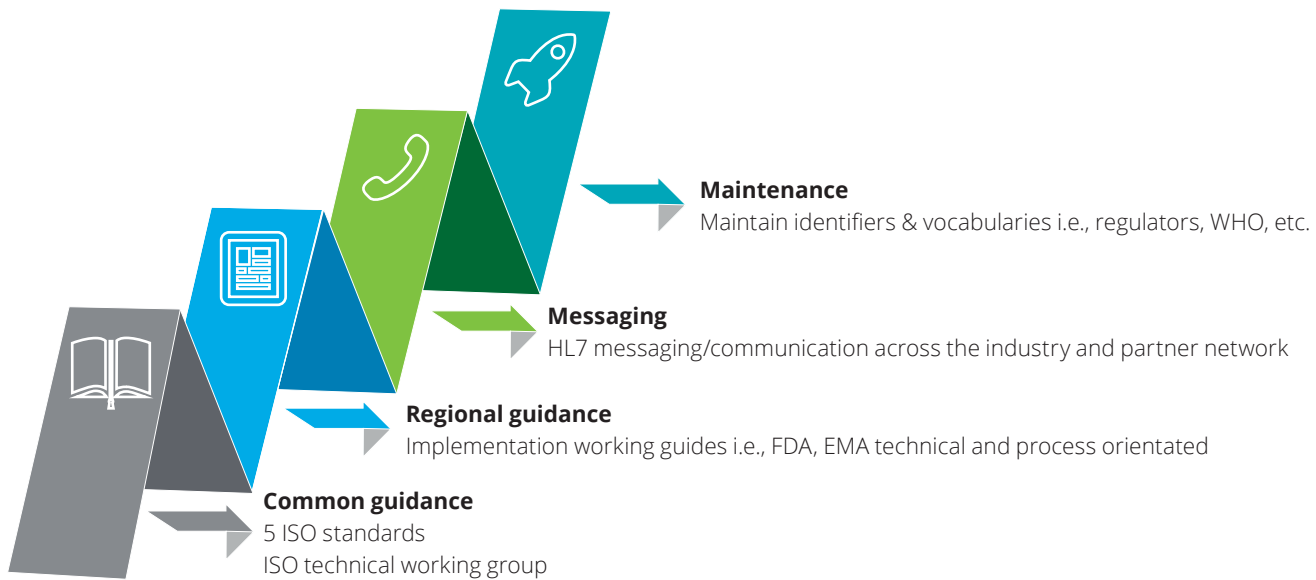 Maintenance
Maintain identifiers & vocabularies i.e., regulators, WHO, etc.
Messaging
HL7 messaging/communication across the industry and partner network
Regional guidance
Implementation working guides i.e., FDA, EMA technical and process orientated
Common guidance
5 ISO standards
ISO technical working group